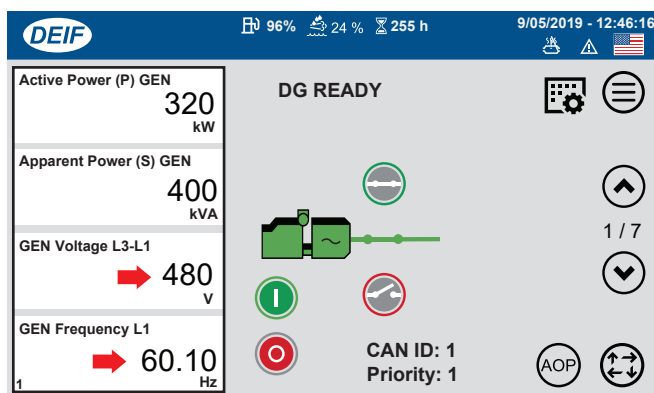 DEIF
96% 24 % 255 h
9/05/2019 - 12:46:16
Active Power (P) GEN
320
kW
Apparent Power (S) GEN
400
kVA
GEN Voltage L3-L1
480
V
GEN Frequency L1
60.10
1 Hz
DG READY
CAN ID: 1
Priority: 1
1 / 7
AOP